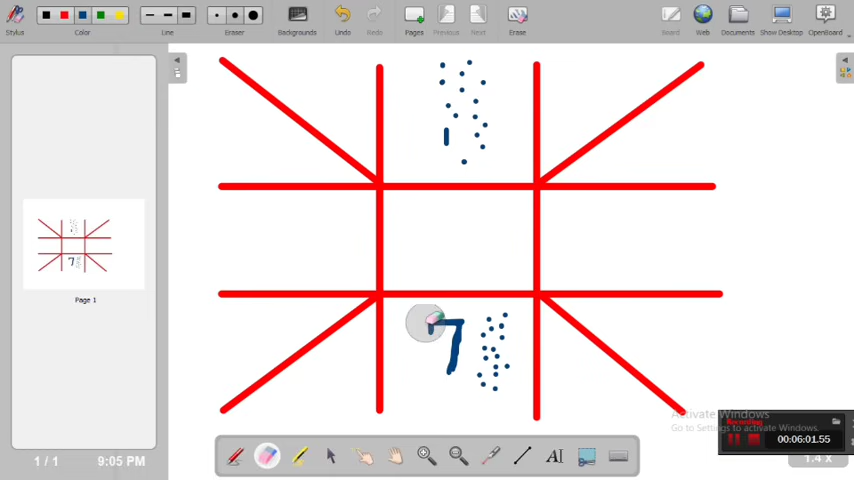 Stylus
Color
Line
Eraser
Backgrounds
Undo
Redo
Pages
Previous
Next
Erase
Board
Web
Documents
Show Desktop
OpenBoard
7
Page 1
7
Activate Windows
Go to Settings to activate Windows.
Recording
00:06:01.55
1 / 1
9:05 PM
AI
1.4 x